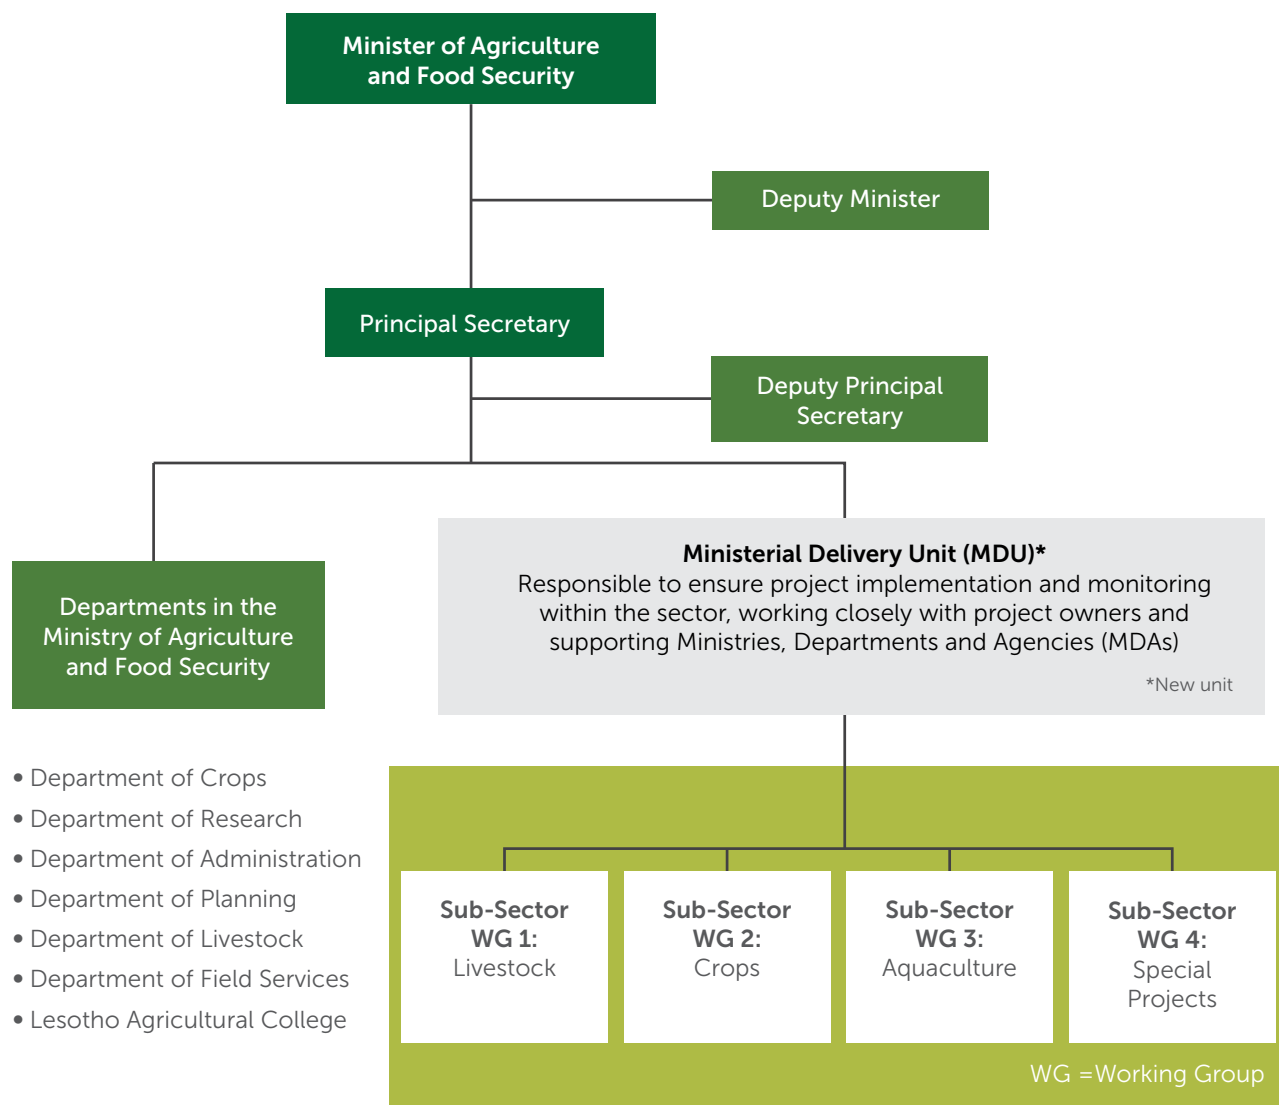 Minister of Agriculture
and Food Security
Deputy Minister
Principal Secretary
Deputy Principal
Secretary
Departments in the
Ministry of Agriculture
and Food Security
Ministerial Delivery Unit (MDU)*
Responsible to ensure project implementation and monitoring
within the sector, working closely with project owners and
supporting Ministries, Departments and Agencies (MDAs)
*New unit
• Department of Crops
• Department of Research
• Department of Administration
• Department of Planning
• Department of Livestock
• Department of Field Services
• Lesotho Agricultural College
Sub-Sector
WG 1:
Livestock
Sub-Sector
WG 2:
Crops
Sub-Sector
WG 3:
Aquaculture
Sub-Sector
WG 4:
Special
Projects
WG =Working Group